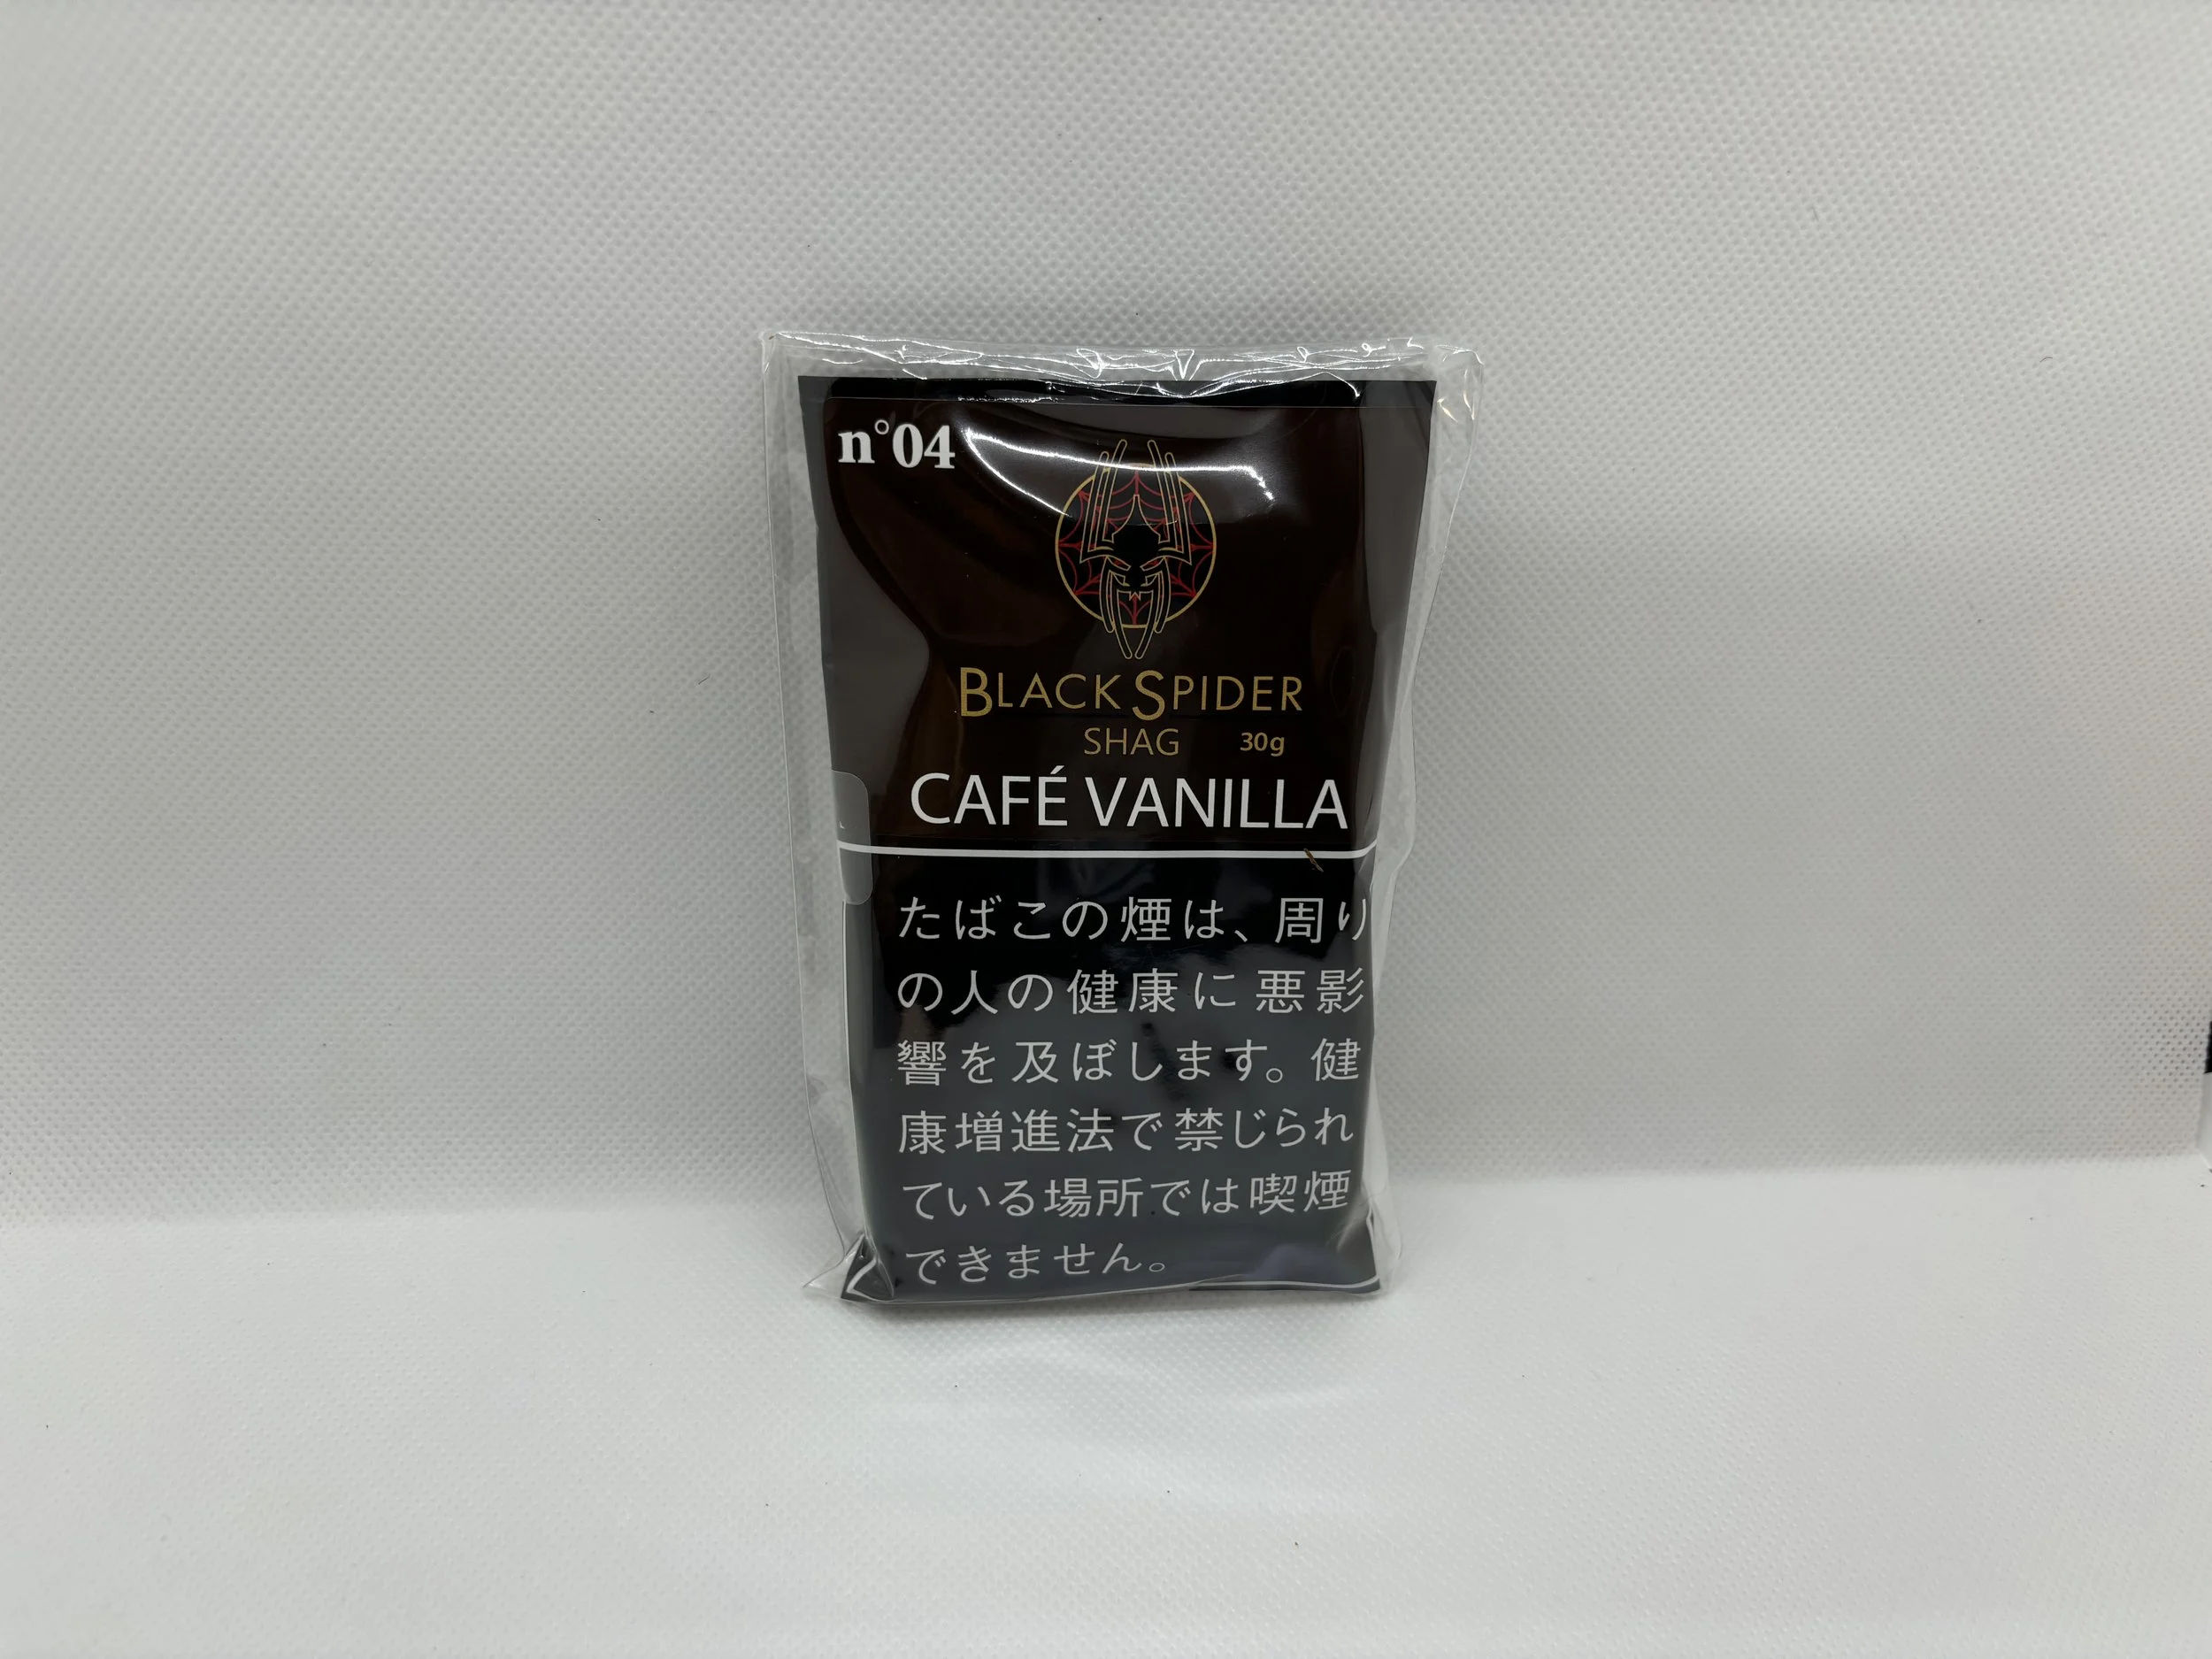 n°04
BLACK SPIDER
SHAG 30g
CAFÉ VANILLA
たばこの煙は、周り
の人の健康に悪影
響を及ぼします。健
康増進法で禁じられ
ている場所では喫煙
できません。